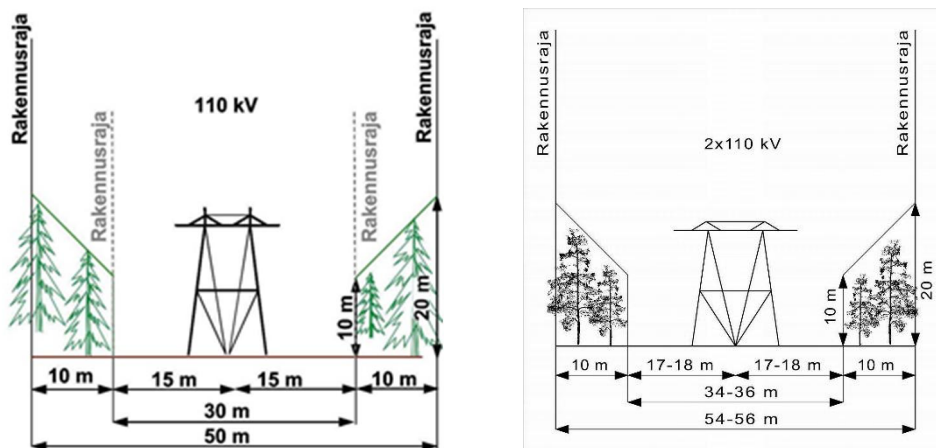 Rakennusraja
Rakennusraja
110 kV
Rakennusraja
Rakennusraja
10 m
20 m
10 m
15 m
15 m
10 m
30 m
50 m
Rakennusraja
Rakennusraja
2x110 kV
10 m
20 m
10 m
17-18 m
17-18 m
10 m
34-36 m
54-56 m